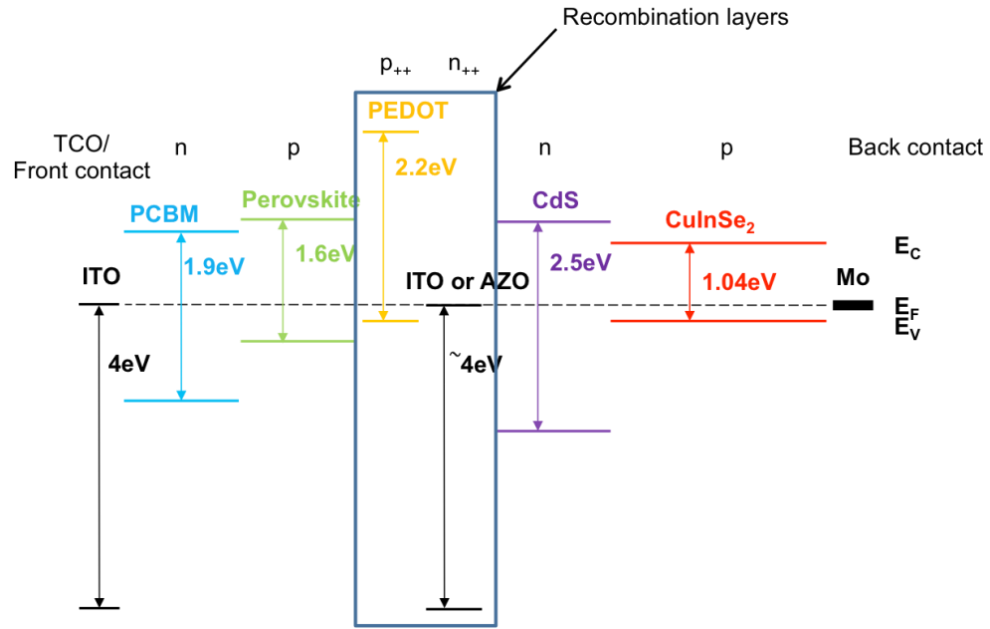 Recombination layers
p++ n++
PEDOT
TCO/
Front contact
n
p
n
p
Back contact
2.2eV
PCBM
Perovskite
CdS
CuInSe2
EC
1.9eV
1.6eV
2.5eV
1.04eV
ITO
ITO or AZO
Mo
EF
EV
4eV
~4eV